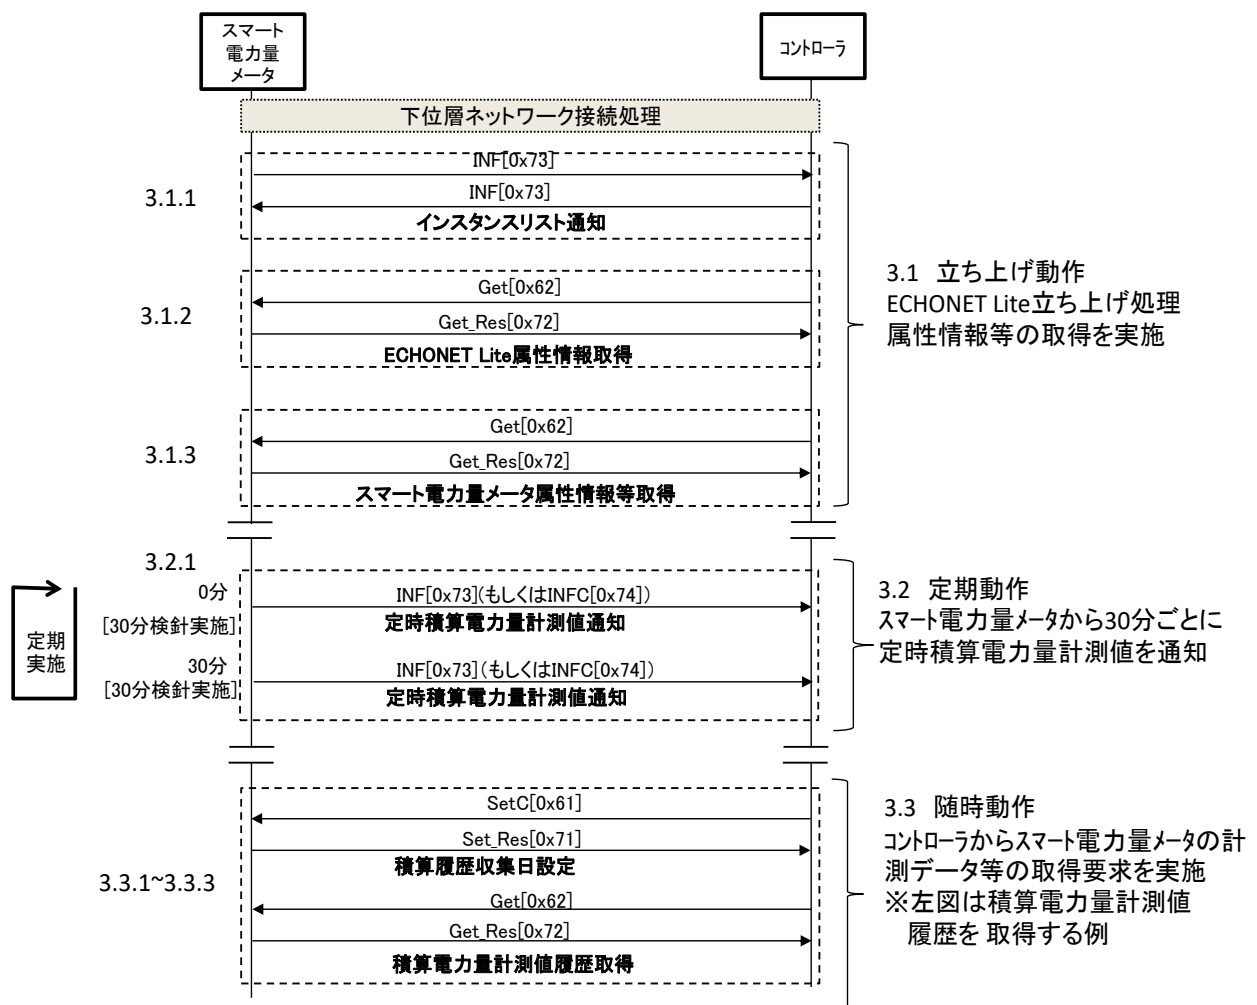 スマート
電力量
メータ
コントローラ
下位層ネットワーク接続処理
3.1.1
INF[0x73]
INF[0x73]
インスタンスリスト通知
3.1.2
Get[0x62]
Get_Res[0x72]
ECHONET Lite属性情報取得
3.1.3
Get[0x62]
Get_Res[0x72]
スマート電力量メータ属性情報等取得
3.1 立ち上げ動作
ECHONET Lite立ち上げ処理
属性情報等の取得を実施
3.2.1
定期
実施
0分
[30分検針実施]
INF[0x73](もしくはINFC[0x74])
定時積算電力量計測値通知
30分
[30分検針実施]
INF[0x73](もしくはINFC[0x74])
定時積算電力量計測値通知
3.2 定期動作
スマート電力量メータから30分ごとに
定時積算電力量計測値を通知
3.3.1~3.3.3
SetC[0x61]
Set_Res[0x71]
積算履歴収集日設定
Get[0x62]
Get_Res[0x72]
積算電力量計測値履歴取得
3.3 随時動作
コントローラからスマート電力量メータの計
測データ等の取得要求を実施
※左図は積算電力量計測値
履歴を 取得する例